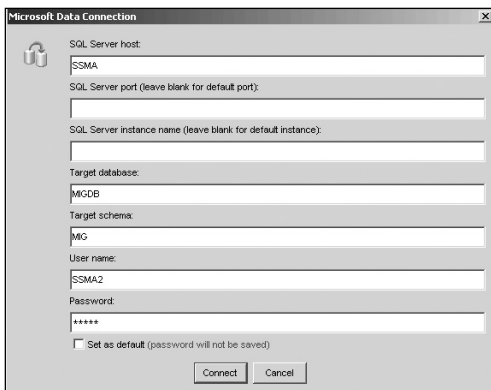 Microsoft Data Connection
SQL Server host:
SSMA
SQL Server port (leave blank for default port):
SQL Server instance name (leave blank for default instance):
Target database:
MIGDB
Target schema:
MIG
User name:
SSMA2
Password:
*****
Set as default (password will not be saved)
Connect Cancel